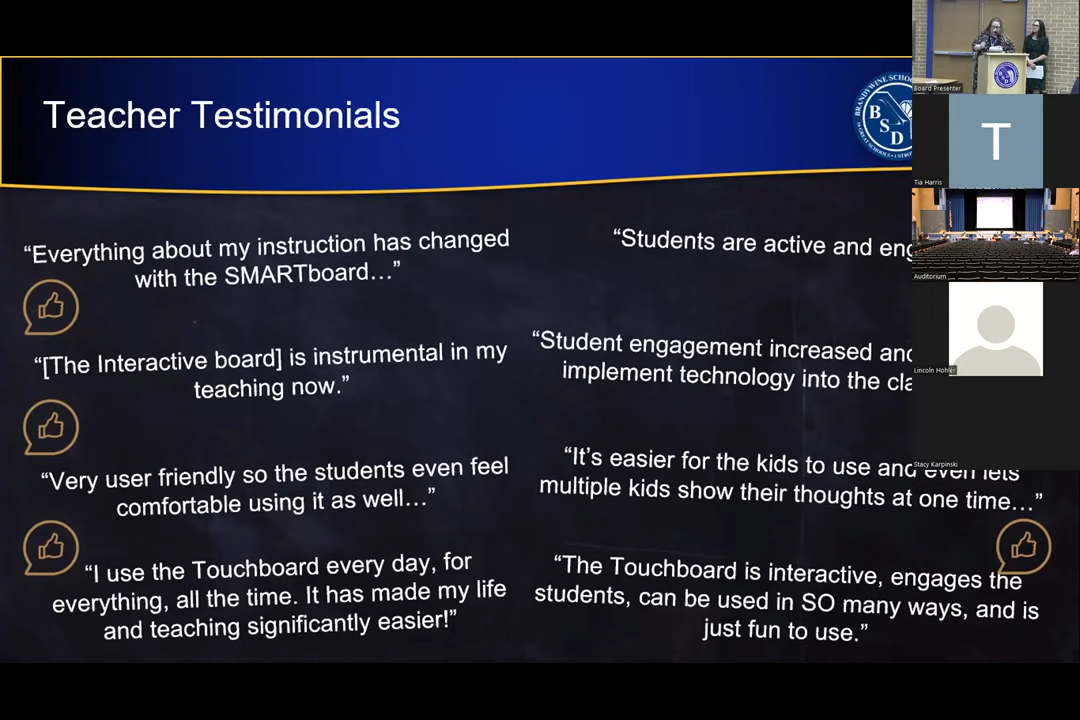 Teacher Testimonials
BRANDYWINE SCHO
BSD
“Everything about my instruction has changed
with the SMARTboard…”
“[The Interactive board] is instrumental in my
teaching now.”
“Very user friendly so the students even feel
comfortable using it as well…”
“I use the Touchboard every day, for
everything, all the time. It has made my life
and teaching significantly easier!”
“Students are active and eng
“Student engagement increased and
implement technology into the cla
“It’s easier for the kids to use and even lets
multiple kids show their thoughts at one time…”
“The Touchboard is interactive, engages the
students, can be used in SO many ways, and is
just fun to use.”
Board Presenter
T
Tia Harris
Auditorium
Lincoln Hohler
Stacy Karpinski